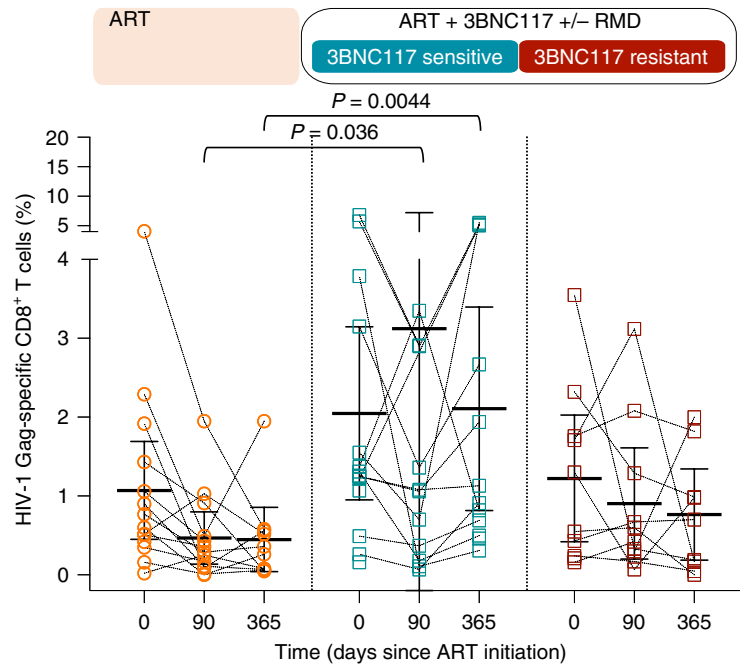 ART
ART + 3BNC117 +/– RMD
3BNC117 sensitive
3BNC117 resistant
P = 0.0044
P = 0.036
HIV-1 Gag-specific CD8+ T cells (%)
20
15
10
5
4
3
2
1
0
0 90 365 0 90 365 0 90 365
Time (days since ART initiation)